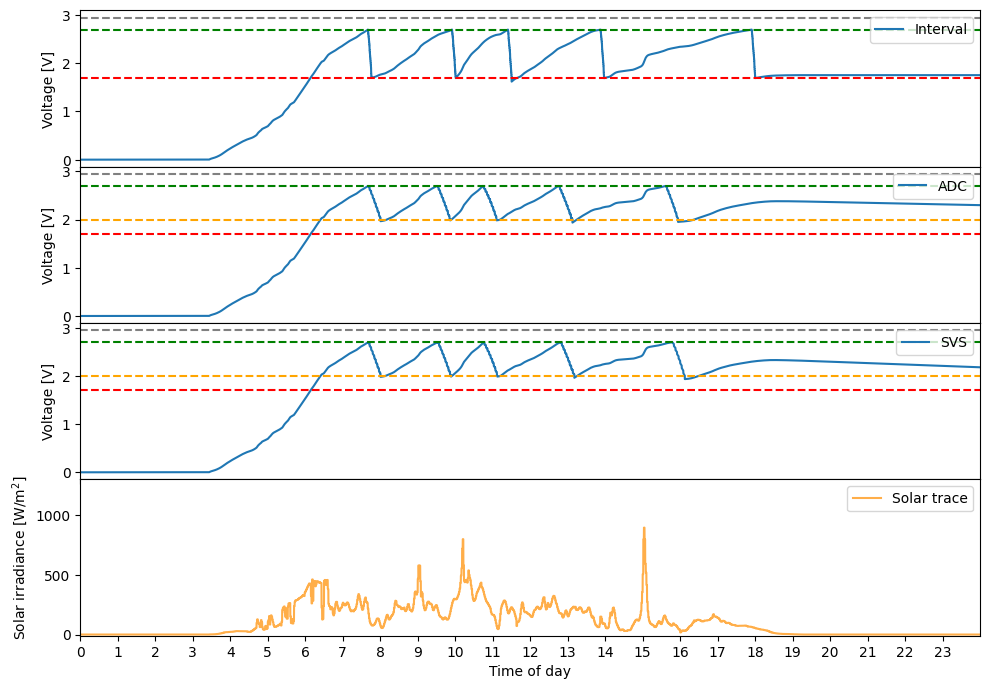 3
2
1
0
Voltage [V]
Interval
3
2
1
0
Voltage [V]
ADC
3
2
1
0
Voltage [V]
SVS
1000
500
0
Solar irradiance [W/m²]
Solar trace
0 1 2 3 4 5 6 7 8 9 10 11 12 13 14 15 16 17 18 19 20 21 22 23
Time of day